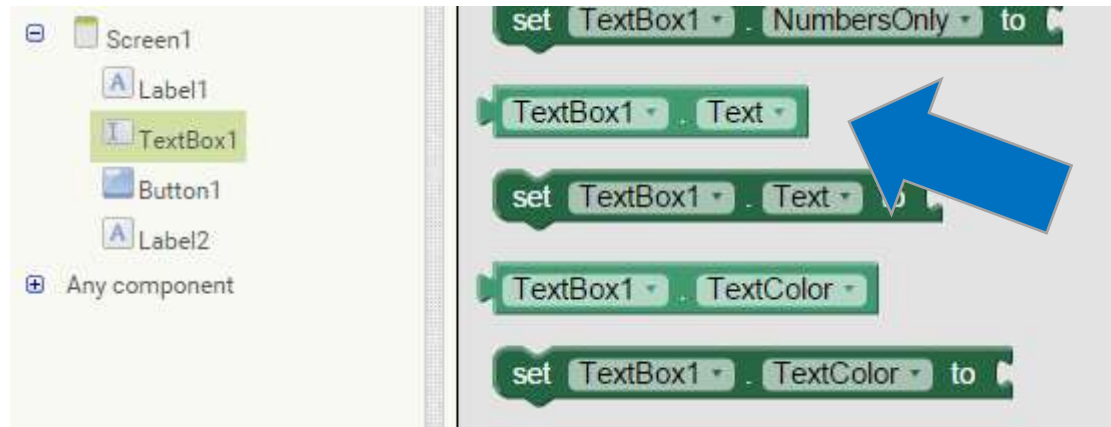 Screen1
Label1
TextBox1
Button1
Label2
Any component
set TextBox1 . NumbersOnly to
TextBox1 . Text
set TextBox1 . Text to
TextBox1 . TextColor
set TextBox1 . TextColor to